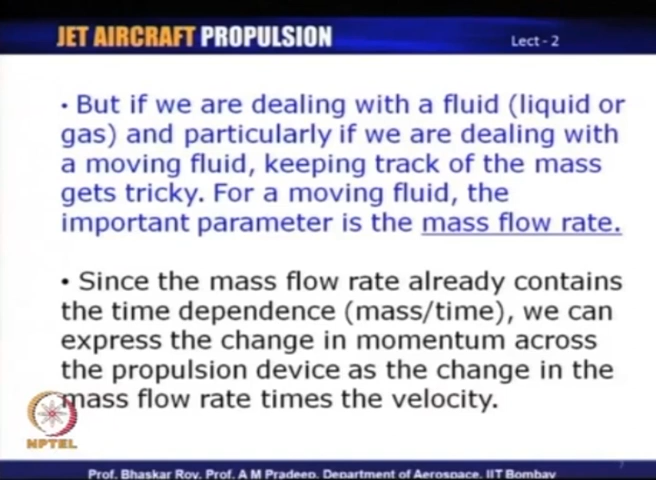 JET AIRCRAFT PROPULSION
Lect - 2
• But if we are dealing with a fluid (liquid or
gas) and particularly if we are dealing with
a moving fluid, keeping track of the mass
gets tricky. For a moving fluid, the
important parameter is the mass flow rate.
• Since the mass flow rate already contains
the time dependence (mass/time), we can
express the change in momentum across
the propulsion device as the change in the
mass flow rate times the velocity.
NPTEL
7
Prof. Bhaskar Roy, Prof. A M Pradeep, Department of Aerospace, IIT Bombay